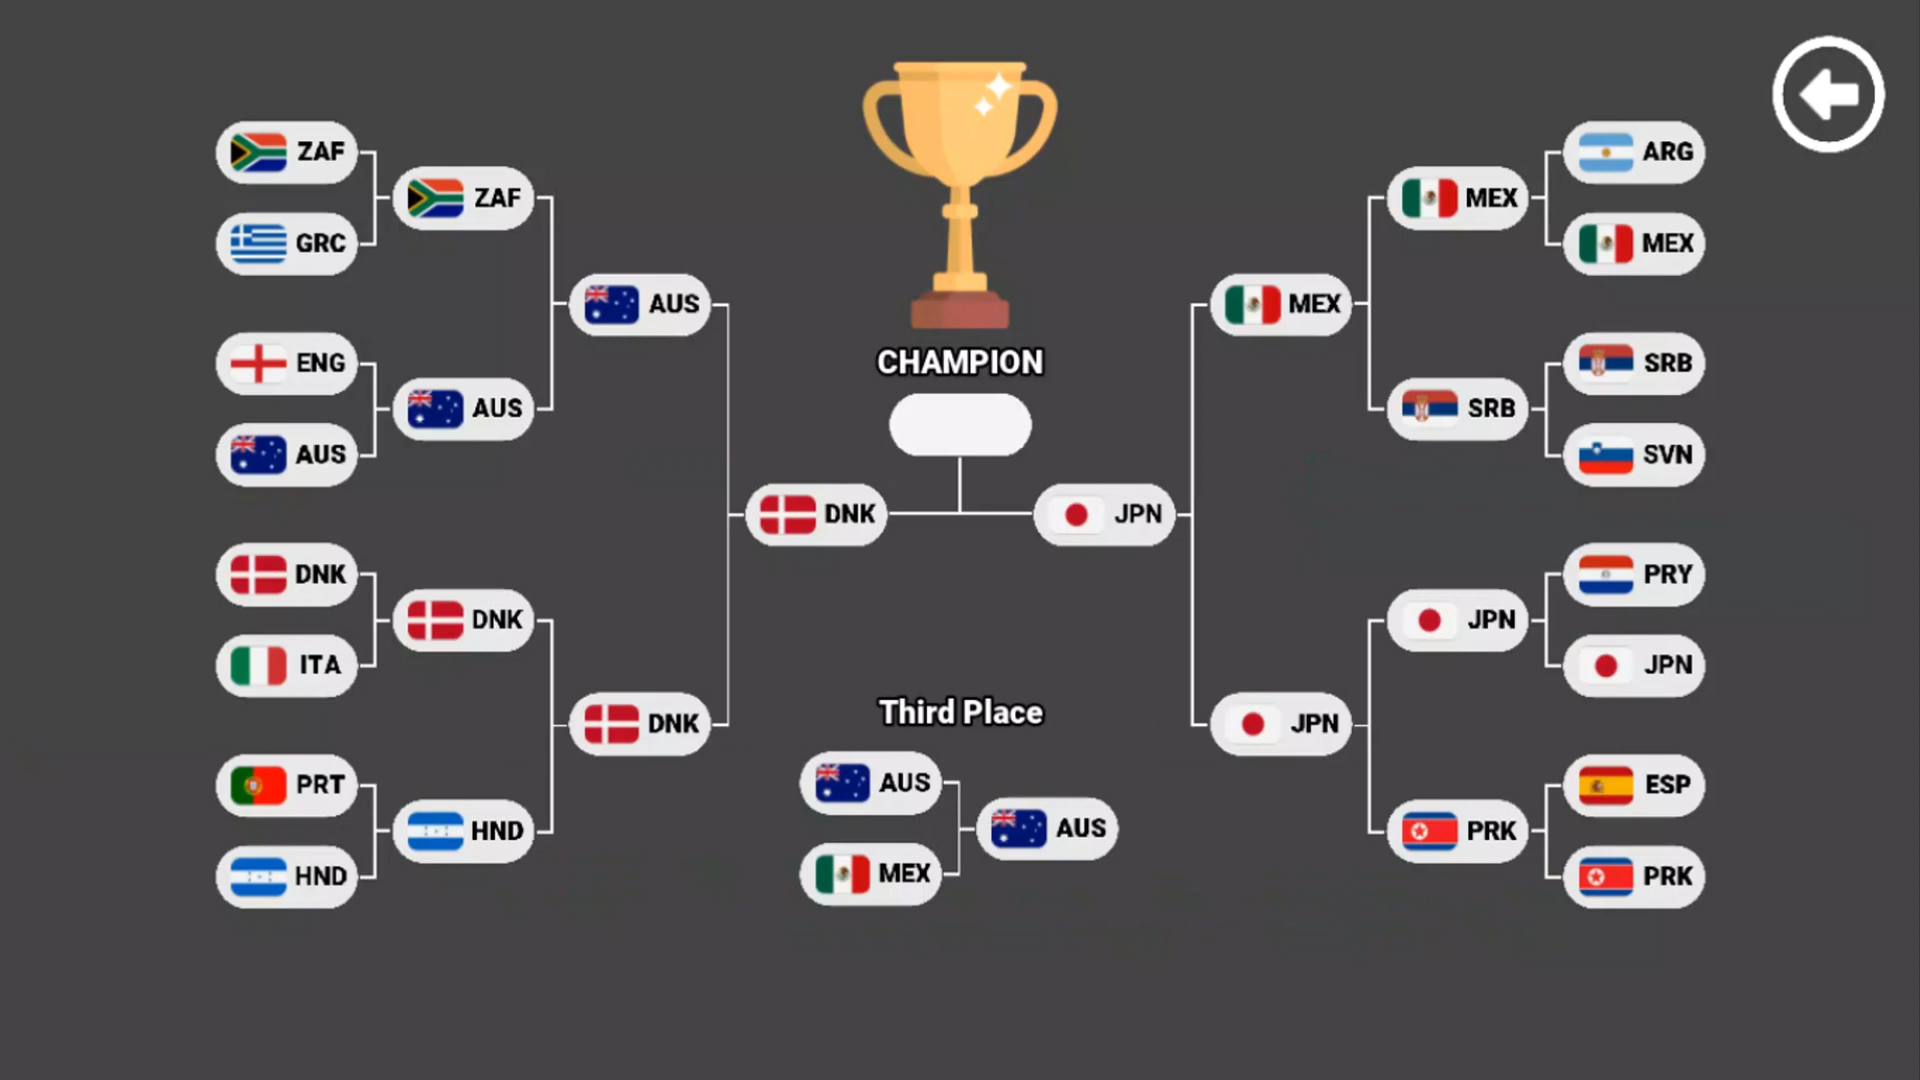 ZAF
GRC
ENG
AUS
DNK
ITA
PRT
HND
ZAF
AUS
DNK
HND
AUS
DNK
DNK
CHAMPION
JPN
Third Place
AUS
MEX
AUS
MEX
JPN
MEX
SRB
JPN
PRK
ARG
MEX
SRB
SVN
PRY
JPN
ESP
PRK